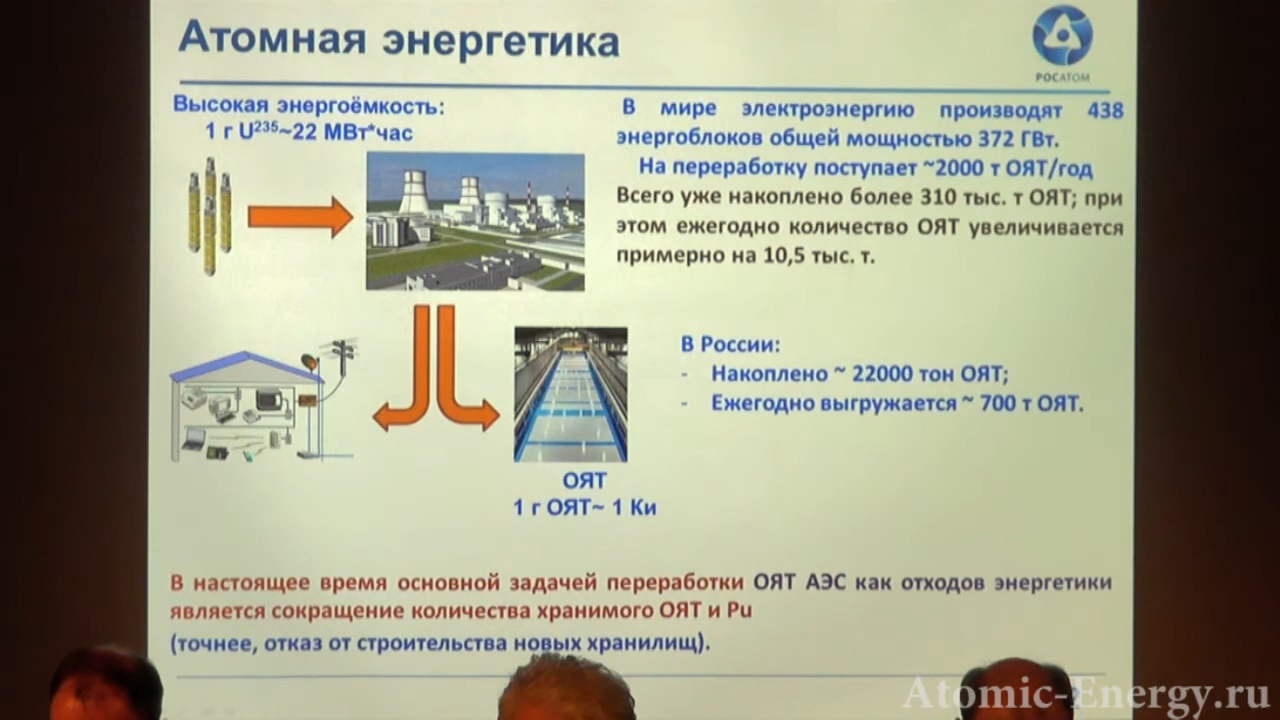 Атомная энергетика
РОСАТОМ
Высокая энергоёмкость:
1 г U²³⁵~22 МВт*час
В мире электроэнергию производят 438
энергоблоков общей мощностью 372 ГВт.
На переработку поступает ~2000 т ОЯТ/год
Всего уже накоплено более 310 тыс. т ОЯТ; при
этом ежегодно количество ОЯТ увеличивается
примерно на 10,5 тыс. т.
В России:
- Накоплено ~ 22000 тон ОЯТ;
- Ежегодно выгружается ~ 700 т ОЯТ.
ОЯТ
1 г ОЯТ~ 1 Ки
В настоящее время основной задачей переработки ОЯТ АЭС как отходов энергетики
является сокращение количества хранимого ОЯТ и Pu
(точнее, отказ от строительства новых хранилищ).
Atomic-Energy.ru